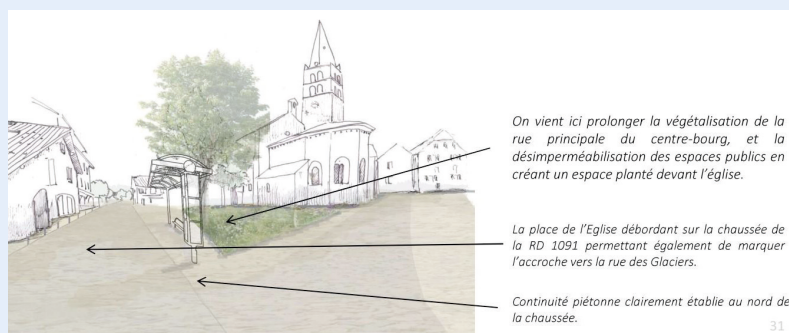 On vient ici prolonger la végétalisation de la
rue principale du centre-bourg, et la
désimperméabilisation des espaces publics en
créant un espace planté devant l’église.
La place de l’Eglise débordant sur la chaussée de
la RD 1091 permettant également de marquer
l’accroche vers la rue des Glaciers.
Continuité piétonne clairement établie au nord de
la chaussée.
31